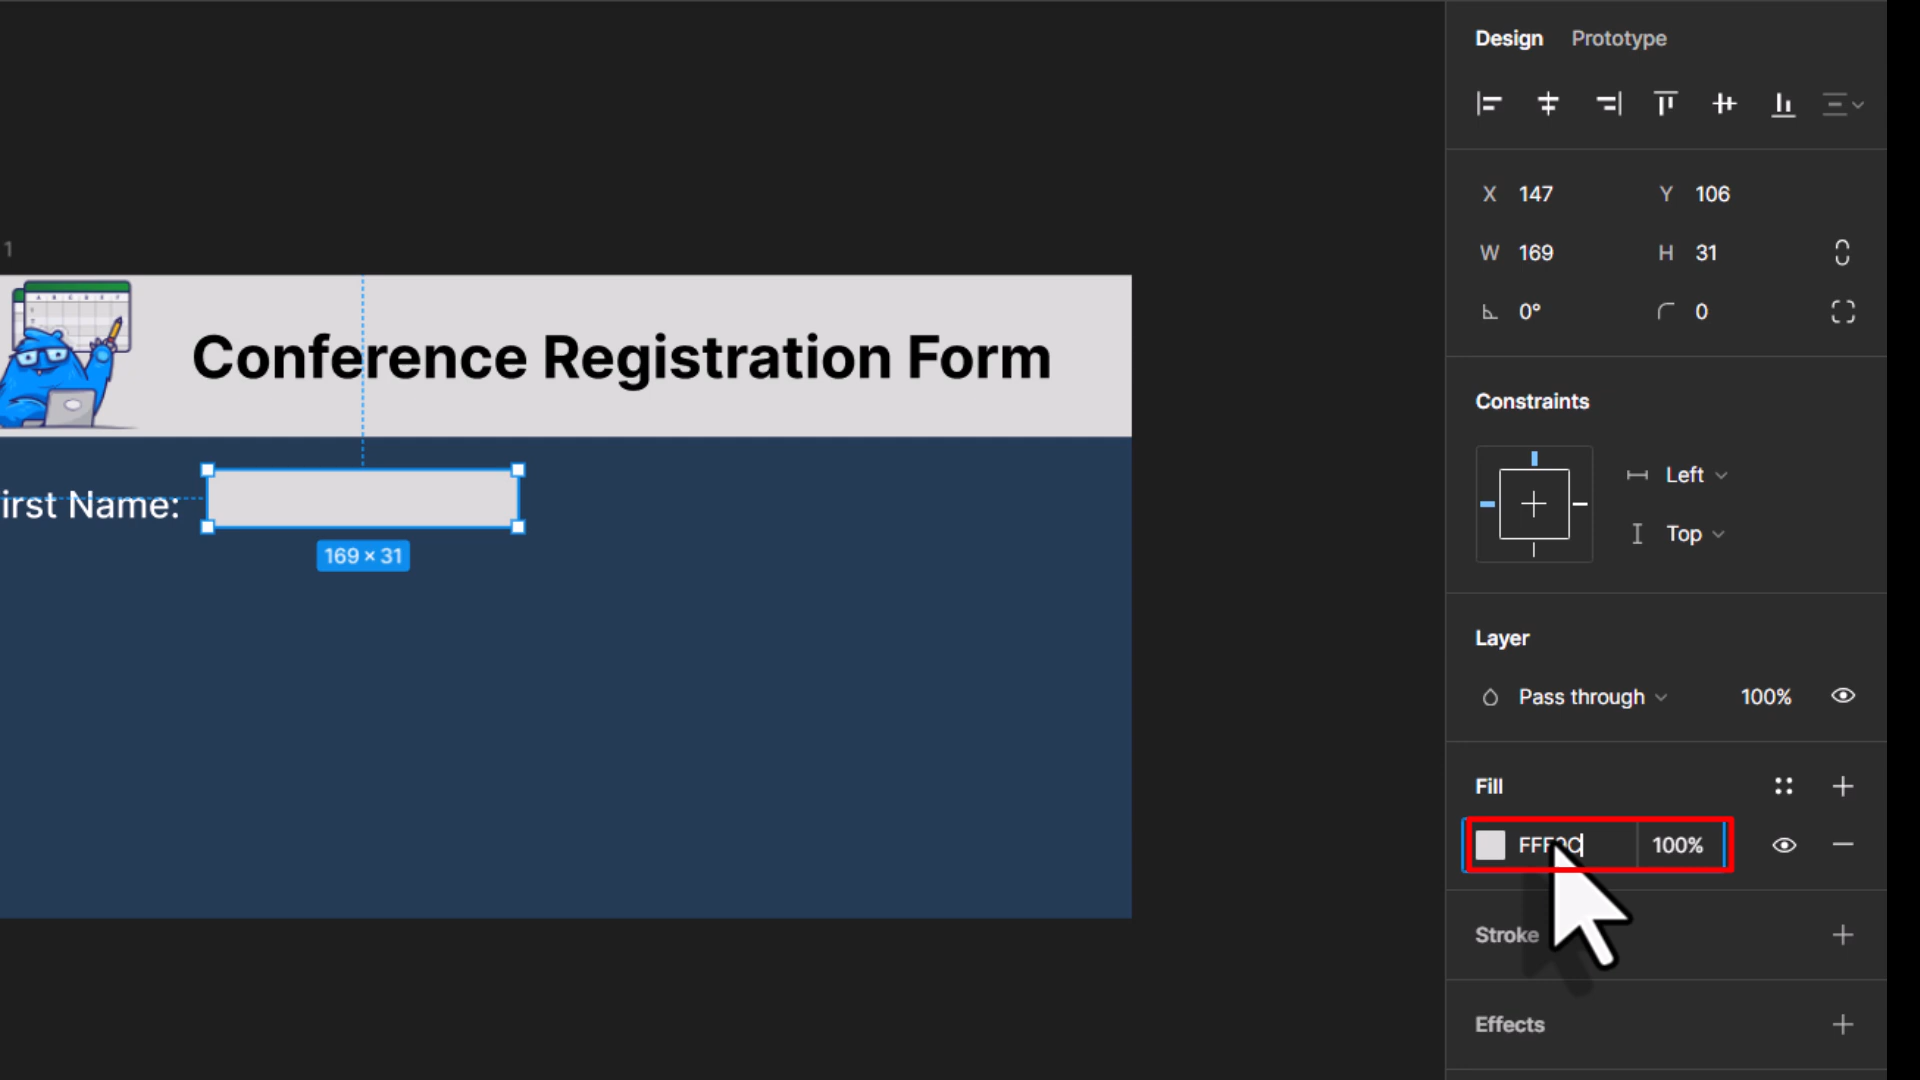 Design Prototype
X 147 Y 106
W 169 H 31
0° 0
1
Conference Registration Form
irst Name:
169 × 31
Constraints
Left
Top
Layer
Pass through 100%
Fill
100%
Stroke
Effects